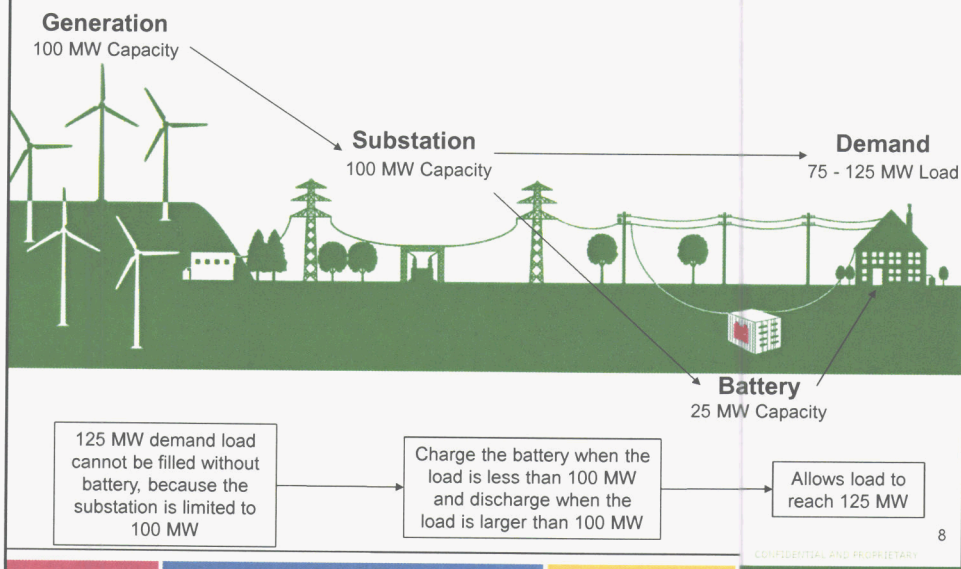 Generation
100 MW Capacity
Substation
100 MW Capacity
Demand
75 - 125 MW Load
Battery
25 MW Capacity
125 MW demand load
cannot be filled without
battery, because the
substation is limited to
100 MW
Charge the battery when the
load is less than 100 MW
and discharge when the
load is larger than 100 MW
Allows load to
reach 125 MW
8
CONFIDENTIAL AND PROPRIETARY